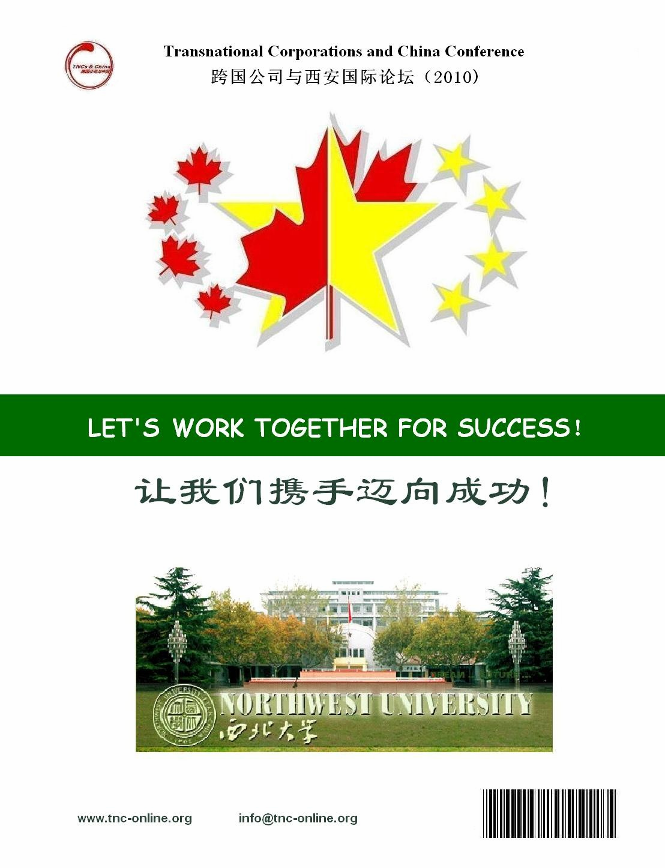 TNCs & China
Transnational Corporations and China Conference
跨国公司与西安国际论坛（2010)
LET'S WORK TOGETHER FOR SUCCESS!
让我们携手迈向成功!
NORTHWEST UNIVERSITY
西北大学
www.tnc-online.org
info@tnc-online.org